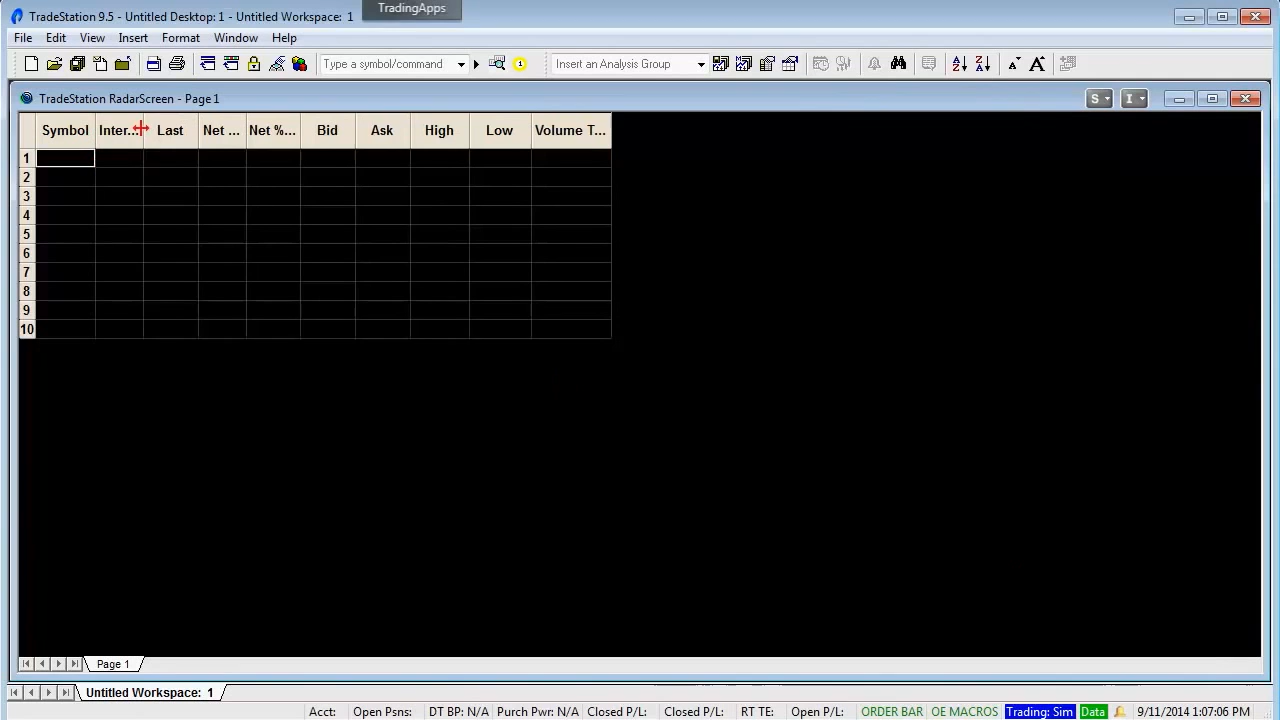 TradeStation 9.5 - Untitled Desktop: 1 - Untitled Workspace: 1
TradingApps
File Edit View Insert Format Window Help
Type a symbol/command
Insert an Analysis Group
TradeStation RadarScreen - Page1
S I
Symbol Inter... Last Net ... Net %... Bid Ask High Low Volume T...
1
2
3
4
5
6
7
8
9
10
Page 1
Untitled Workspace: 1
Acct: Open Psns: DT BP: N/A Purch Pwr: N/A Closed P/L: Closed P/L: RT TE: Open P/L: ORDER BAR OE MACROS Trading: Sim Data 9/11/2014 1:07:06 PM